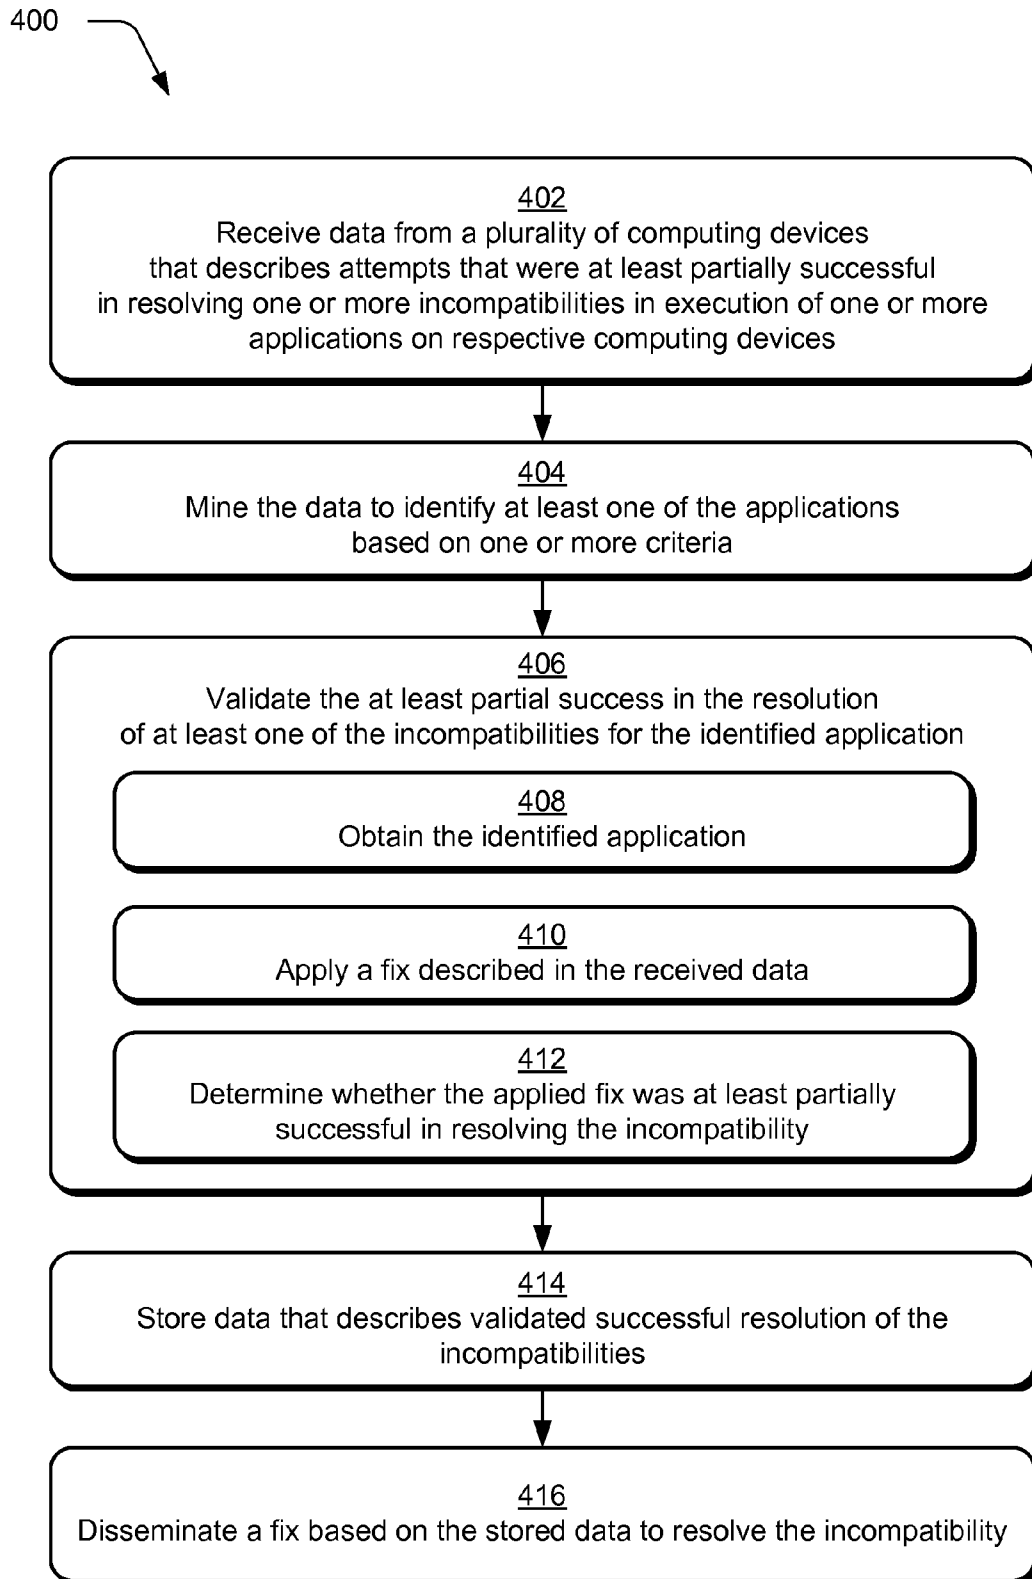 400
402
Receive data from a plurality of computing devices
that describes attempts that were at least partially successful
in resolving one or more incompatibilities in execution of one or more
applications on respective computing devices
404
Mine the data to identify at least one of the applications
based on one or more criteria
406
Validate the at least partial success in the resolution
of at least one of the incompatibilities for the identified application
408
Obtain the identified application
410
Apply a fix described in the received data
412
Determine whether the applied fix was at least partially
successful in resolving the incompatibility
414
Store data that describes validated successful resolution of the
incompatibilities
416
Disseminate a fix based on the stored data to resolve the incompatibility